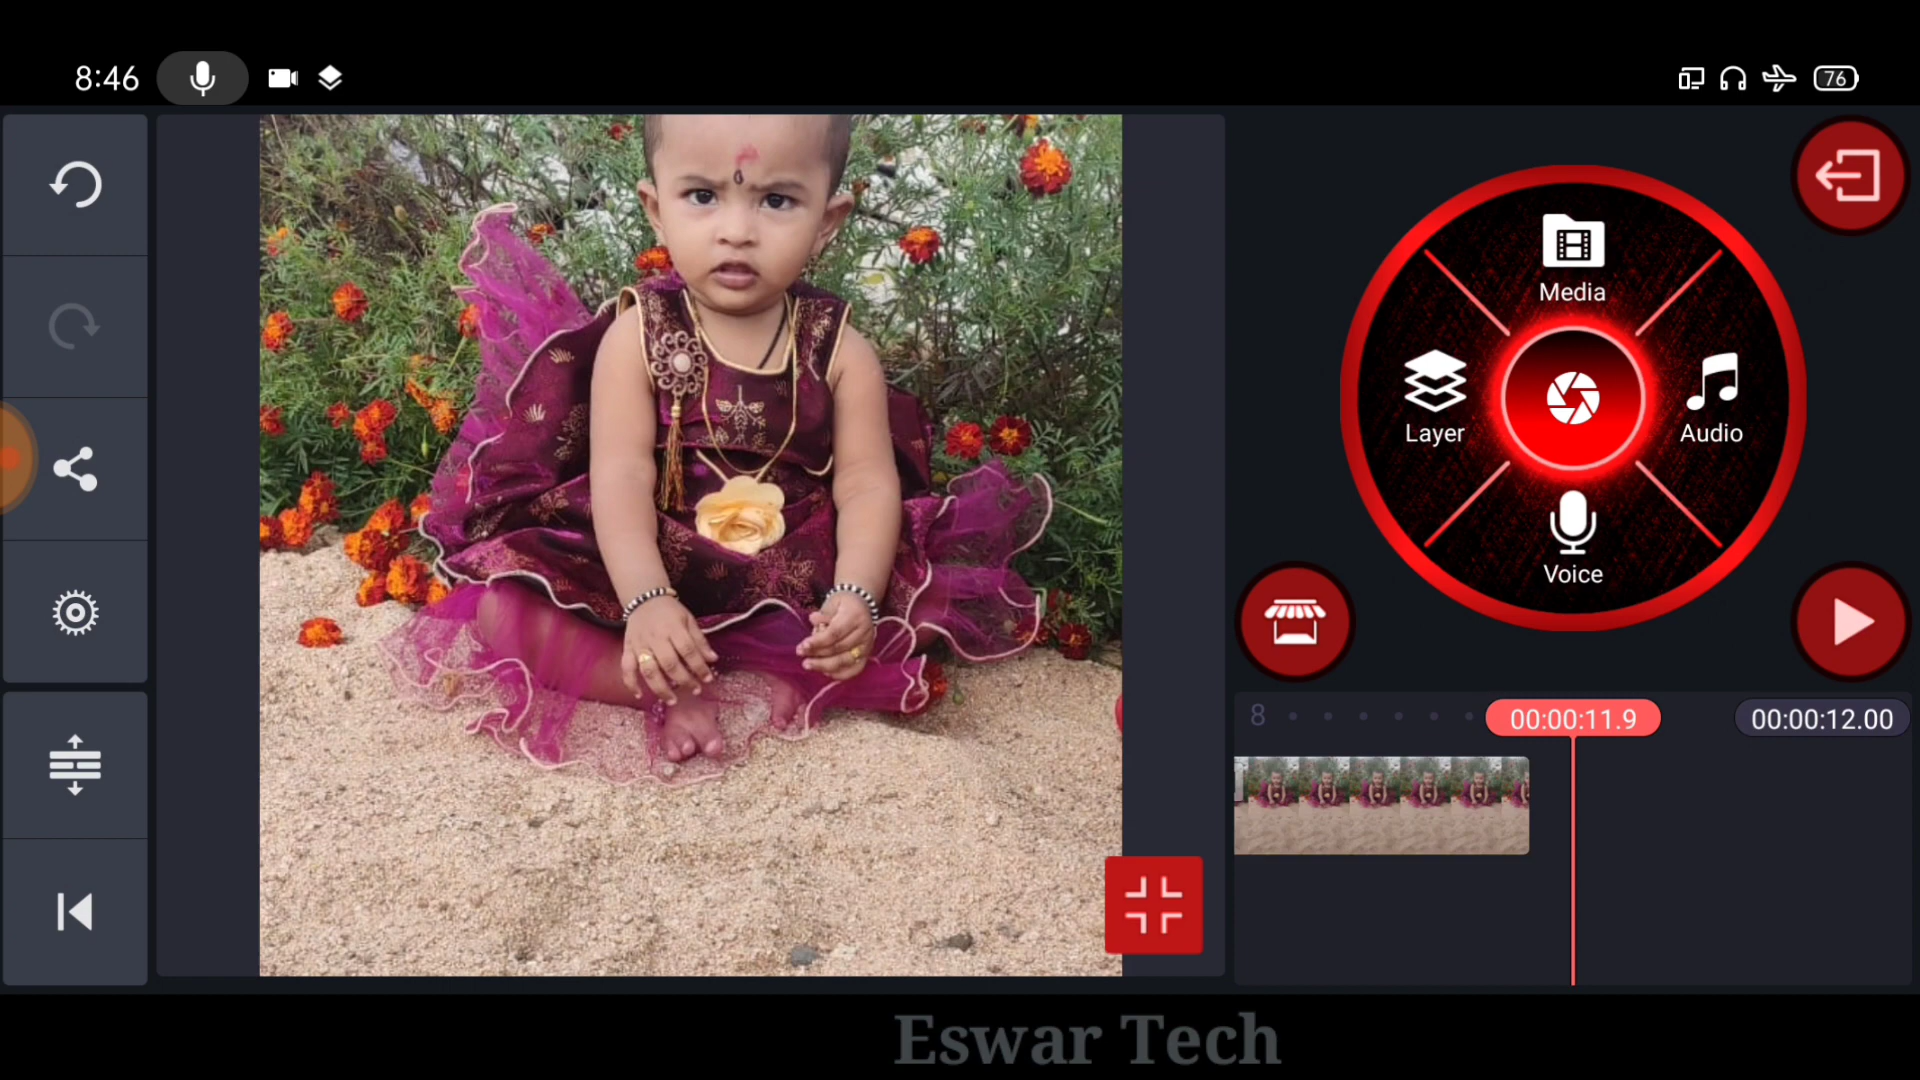 8:46
76
Media
Layer
Audio
Voice
8
00:00:11.9
00:00:12.00
Eswar Tech